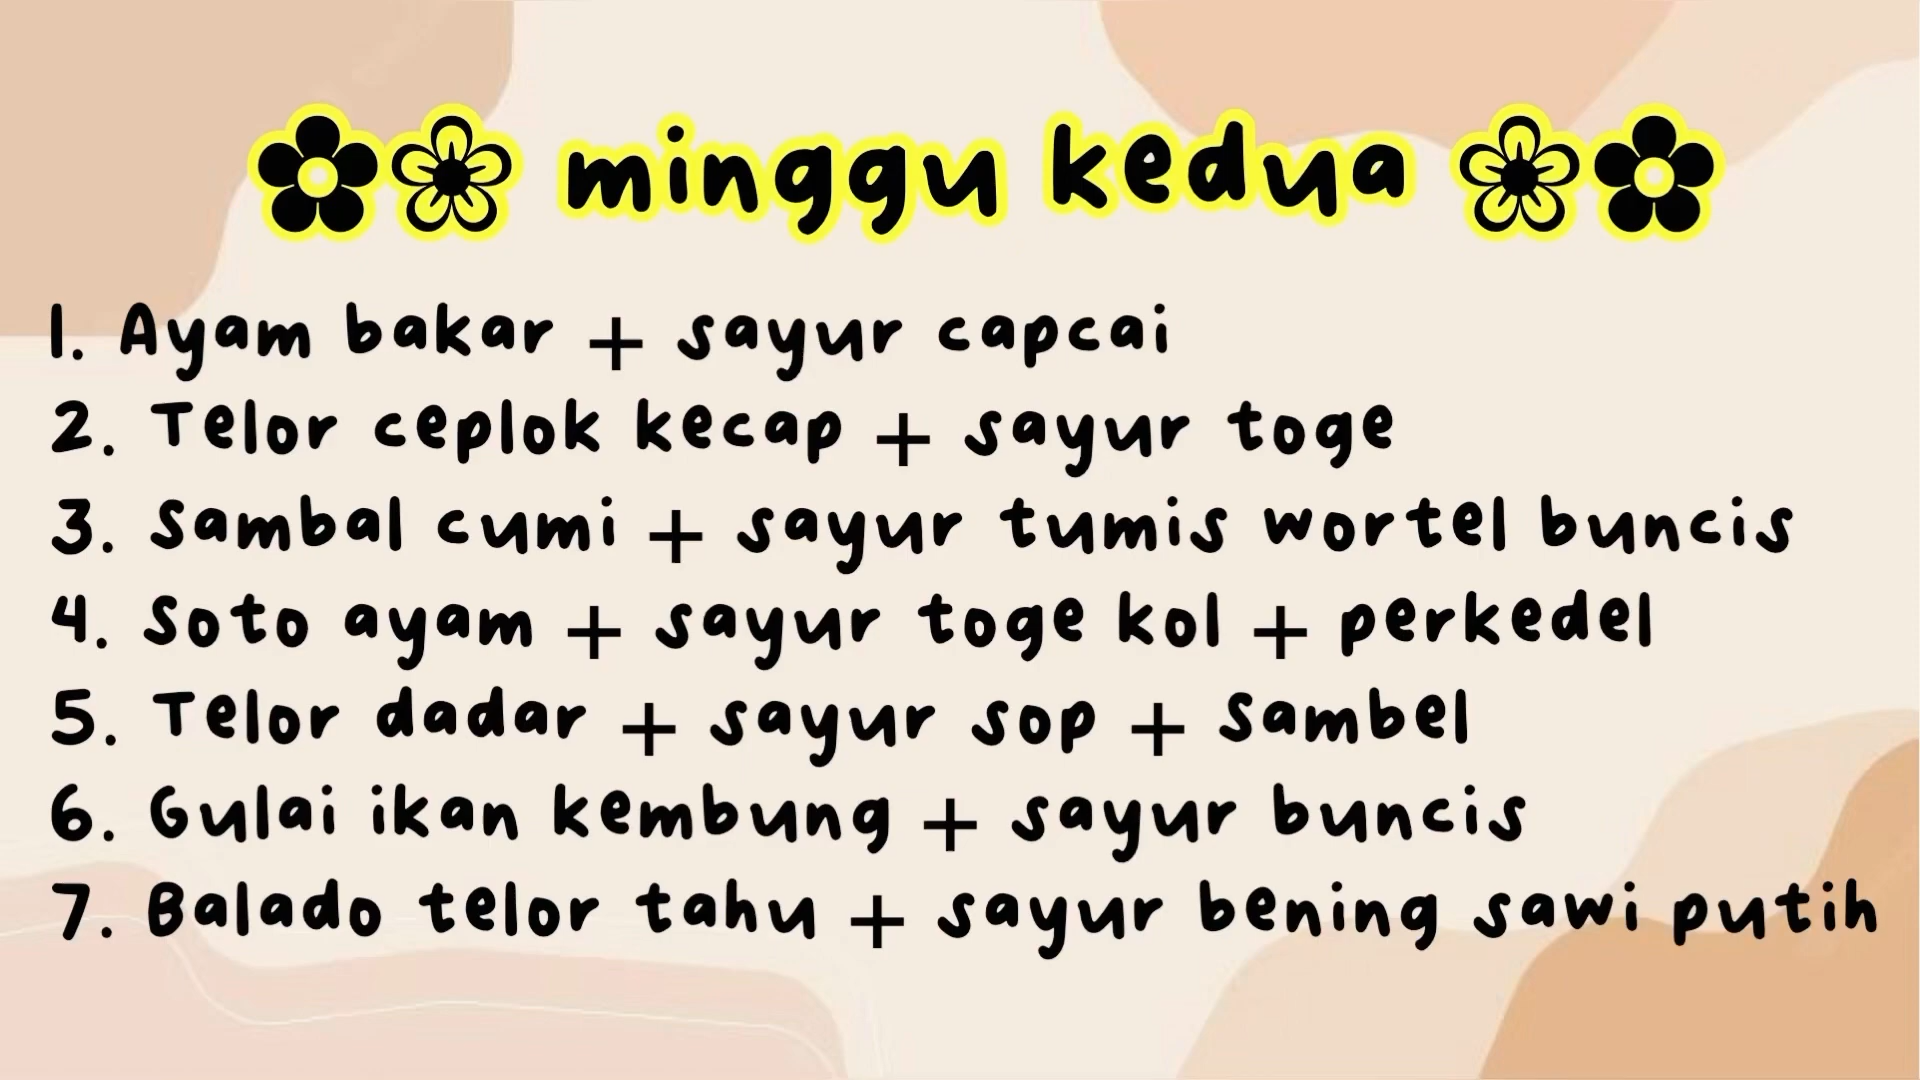 minggu kedua
1. Ayam bakar + sayur capcai
2. Telor ceplok kecap + sayur toge
3. Sambal cumi + sayur tumis wortel buncis
4. Soto ayam + sayur toge kol + perkedel
5. Telor dadar + sayur sop + Sambel
6. Gulai ikan kembung + sayur buncis
7. Balado telor tahu + sayur bening sawi putih